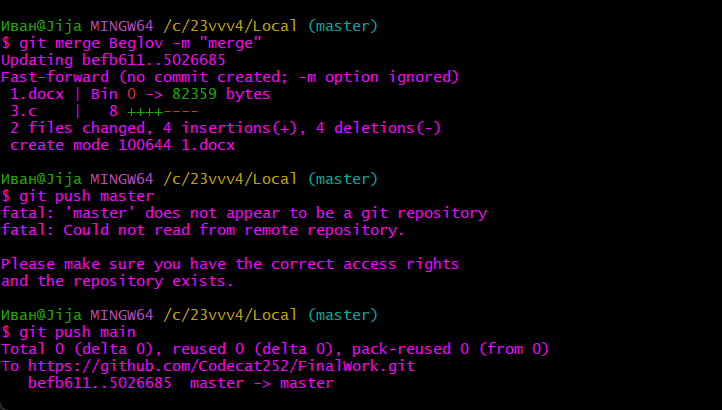 Иван@Jija MINGW64 /c/23vvv4/Local (master)
$ git merge Beglov -m "merge"
Updating befb611..5026685
Fast-forward (no commit created; -m option ignored)
 1.docx | Bin 0 -> 82359 bytes
 3.c    |   8 ++++----
 2 files changed, 4 insertions(+), 4 deletions(-)
 create mode 100644 1.docx
Иван@Jija MINGW64 /c/23vvv4/Local (master)
$ git push master
fatal: 'master' does not appear to be a git repository
fatal: Could not read from remote repository.
Please make sure you have the correct access rights
and the repository exists.
Иван@Jija MINGW64 /c/23vvv4/Local (master)
$ git push main
Total 0 (delta 0), reused 0 (delta 0), pack-reused 0 (from 0)
To https://github.com/Codecat252/FinalWork.git
   befb611..5026685  master -> master